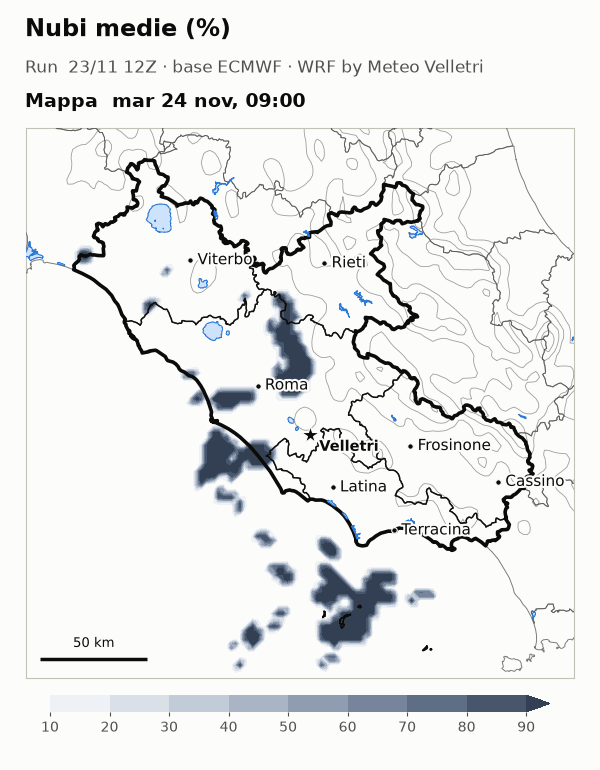 Nubi medie (%)
Run 23/11 12Z · base ECMWF · WRF by Meteo Velletri
Mappa mar 24 nov, 09:00
Viterbo
Rieti
Roma
Velletri
Frosinone
Cassino
Latina
Terracina
50 km
10 20 30 40 50 60 70 80 90